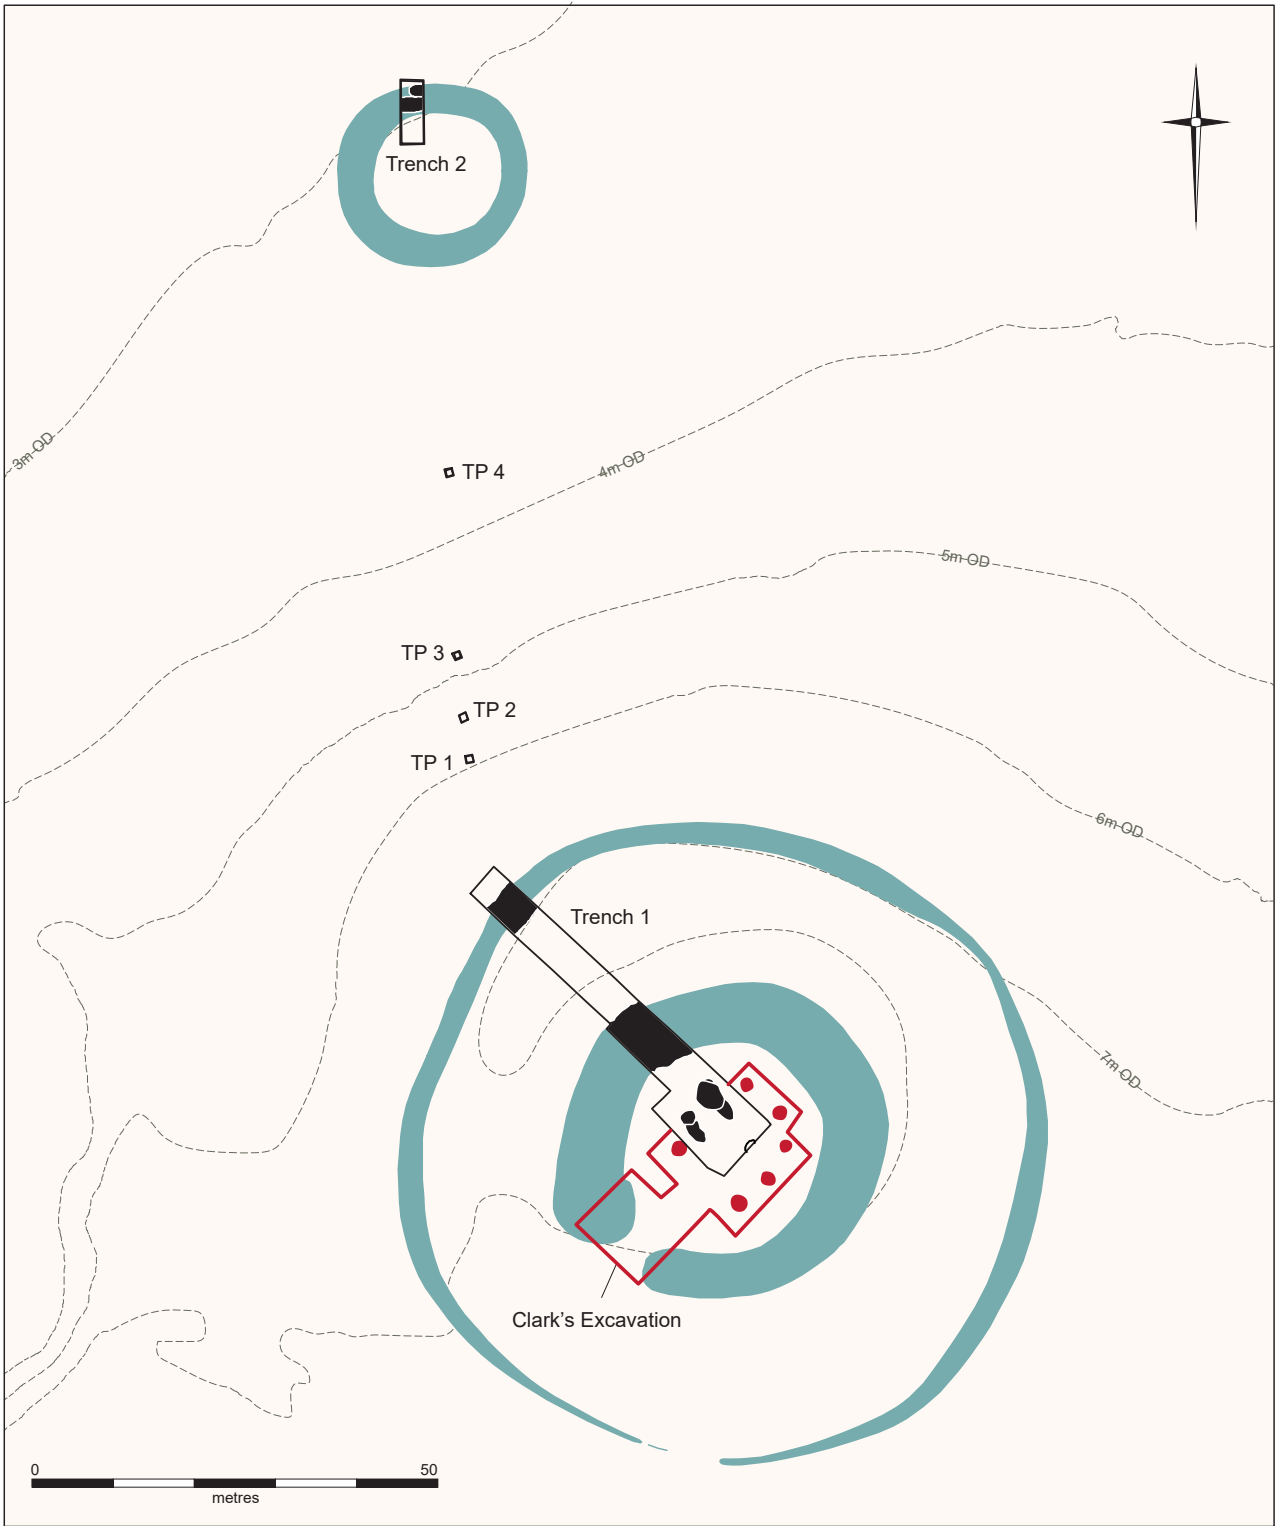 Trench 2
3m OD
TP 4
4m OD
5m OD
TP 3
TP 2
TP 1
6m OD
Trench 1
7m OD
Clark's Excavation
0 50
metres